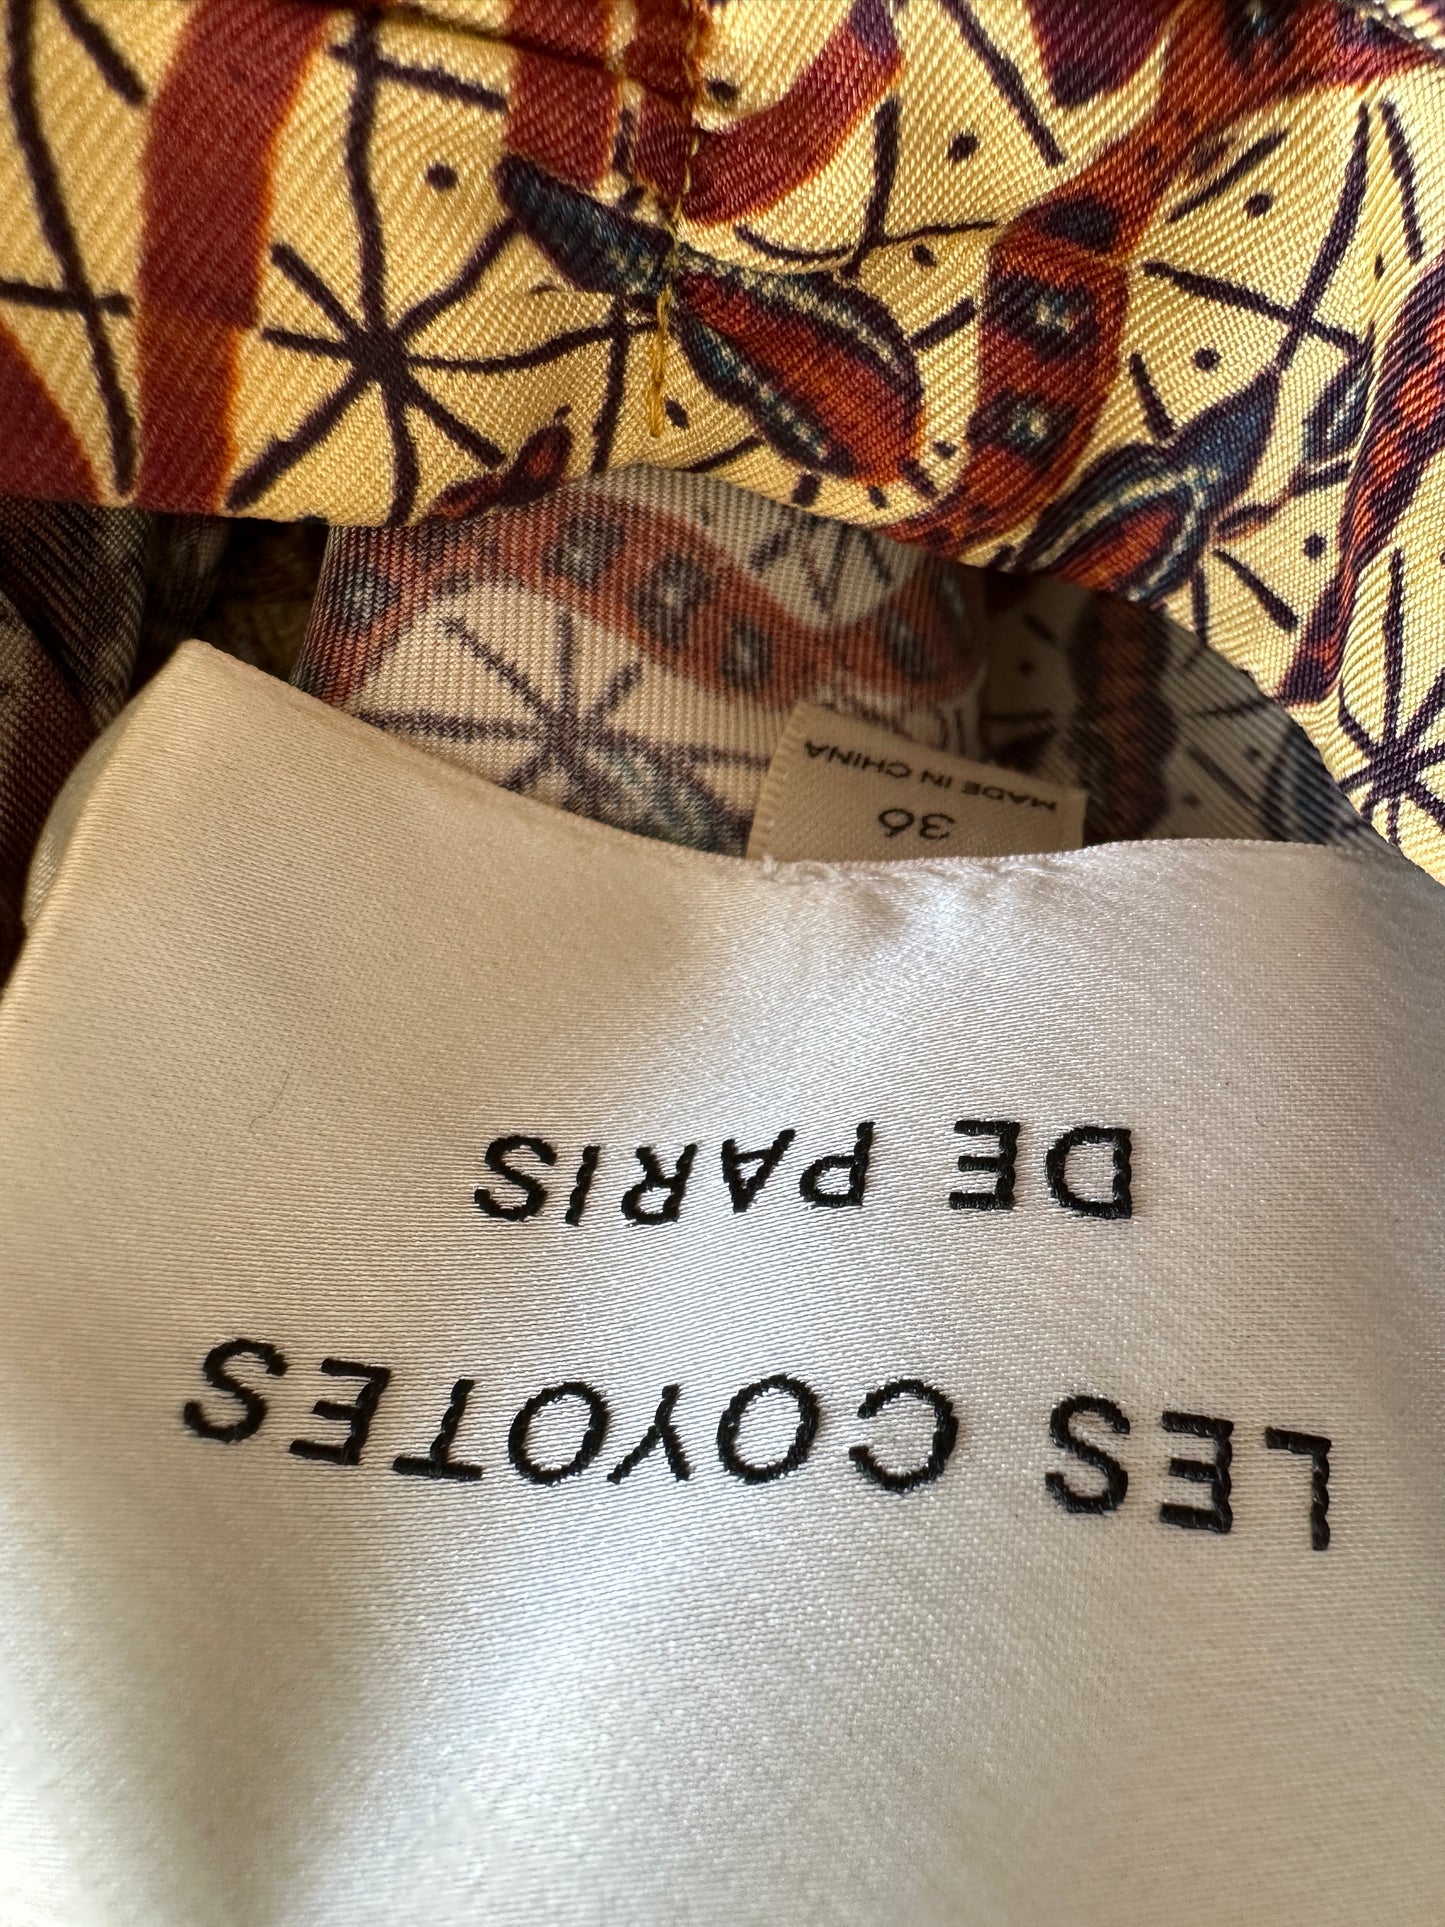 LES COYOTES
DE PARIS
36
MADE IN CHINA